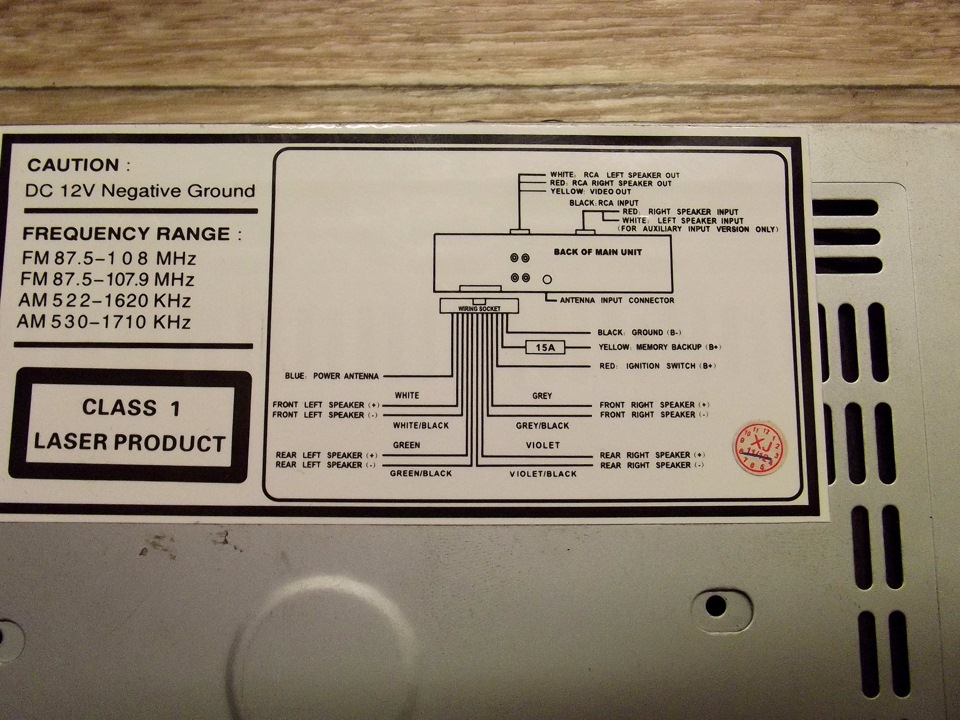 CAUTION :
DC 12V Negative Ground
FREQUENCY RANGE :
FM 87.5-108 MHz
FM 87.5-107.9 MHz
AM 522-1620 KHz
AM 530-1710 KHz
CLASS 1
LASER PRODUCT
WHITE: RCA LEFT SPEAKER OUT
RED: RCA RIGHT SPEAKER OUT
YELLOW: VIDEO OUT
BLACK:RCA INPUT
RED: RIGHT SPEAKER INPUT
WHITE: LEFT SPEAKER INPUT
(FOR AUXILIARY INPUT VERSION ONLY)
BACK OF MAIN UNIT
ANTENNA INPUT CONNECTOR
WIRING SOCKET
BLACK: GROUND (B-)
15A
YELLOW: MEMORY BACKUP (B+)
RED: IGNITION SWITCH (B+)
BLUE: POWER ANTENNA
WHITE
FRONT LEFT SPEAKER (+)
FRONT LEFT SPEAKER (-)
WHITE/BLACK
GREEN
REAR LEFT SPEAKER (+)
REAR LEFT SPEAKER (-)
GREEN/BLACK
GREY
FRONT RIGHT SPEAKER (+)
FRONT RIGHT SPEAKER (-)
GREY/BLACK
VIOLET
REAR RIGHT SPEAKER (+)
REAR RIGHT SPEAKER (-)
VIOLET/BLACK
XJ